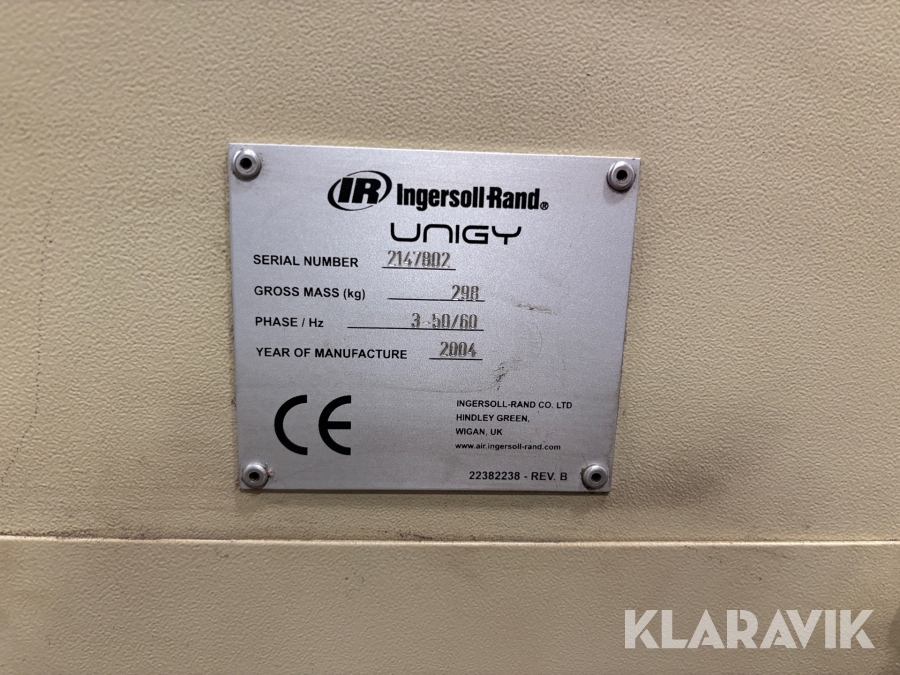 IR Ingersoll-Rand®
UNIGY
SERIAL NUMBER 2147802
GROSS MASS (kg) 298
PHASE / Hz 3 50/60
YEAR OF MANUFACTURE 2004
CE
INGERSOLL-RAND CO. LTD
HINDLEY GREEN,
WIGAN, UK
www.air.ingersoll-rand.com
22382238 - REV. B
KLARAVIK